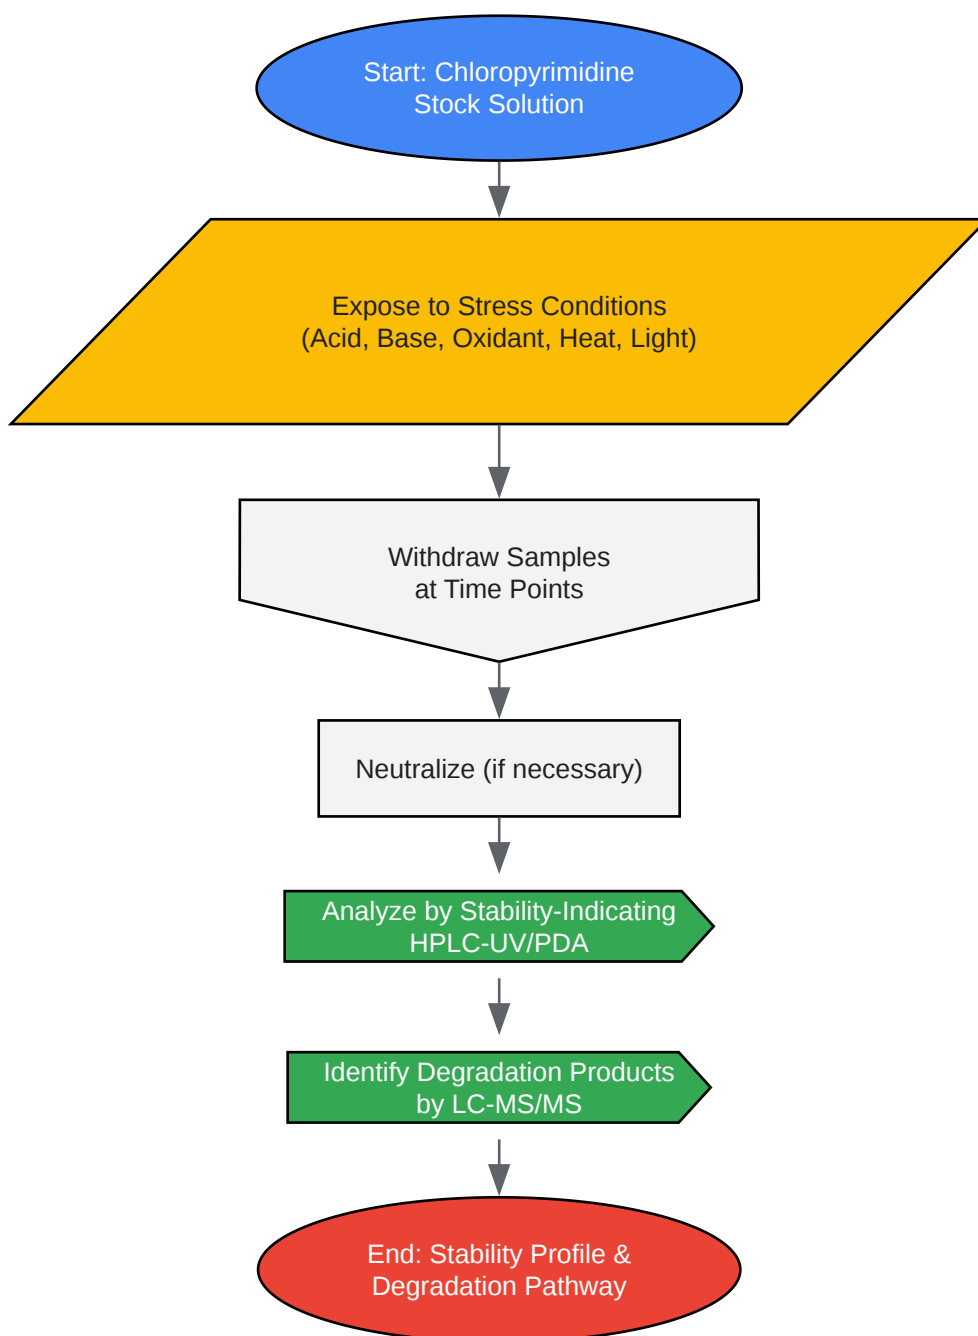 Start: Chloropyrimidine
Stock Solution
Expose to Stress Conditions
(Acid, Base, Oxidant, Heat, Light)
Withdraw Samples
at Time Points
Neutralize (if necessary)
Analyze by Stability-Indicating
HPLC-UV/PDA
Identify Degradation Products
by LC-MS/MS
End: Stability Profile &
Degradation Pathway